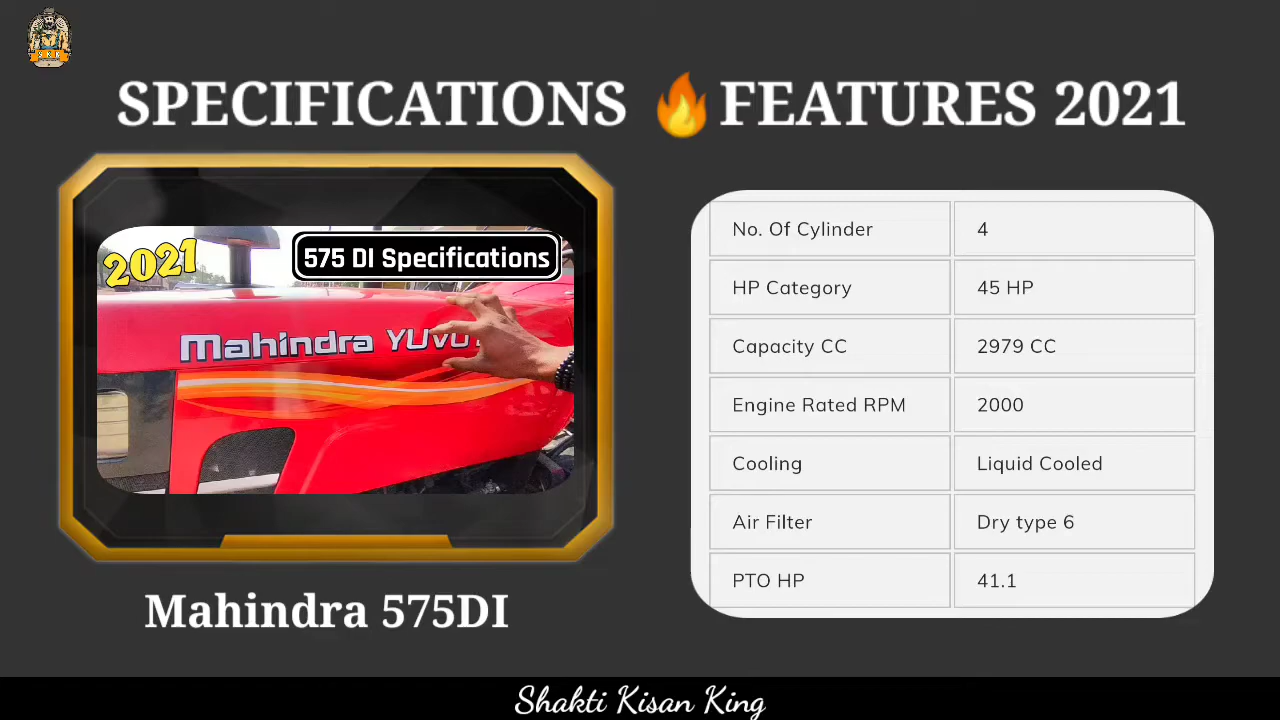 SPECIFICATIONS 🔥FEATURES 2021
2021
575 DI Specifications
Mahindra YUVO
Mahindra 575DI
No. Of Cylinder 4
HP Category 45 HP
Capacity CC 2979 CC
Engine Rated RPM 2000
Cooling Liquid Cooled
Air Filter Dry type 6
PTO HP 41.1
Shakti Kisan King